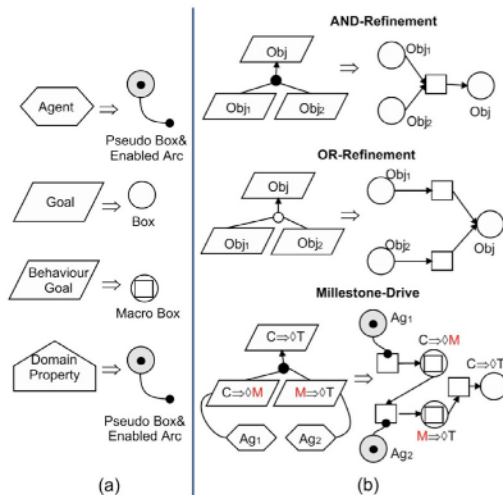 Agent
Pseudo Box&
Enabled Arc
Goal
Box
Behaviour
Goal
Macro Box
Domain
Property
Pseudo Box&
Enabled Arc
(a)
AND-Refinement
Obj
Obj₁
Obj₂
Obj₁
Obj₂
Obj
OR-Refinement
Obj
Obj₁
Obj₂
Obj₁
Obj₂
Obj
Millestone-Drive
C⇒◊T
C⇒◊M
M⇒◊T
Ag₁
Ag₂
Ag₁
C⇒◊M
C⇒◊T
M⇒◊T
Ag₂
(b)